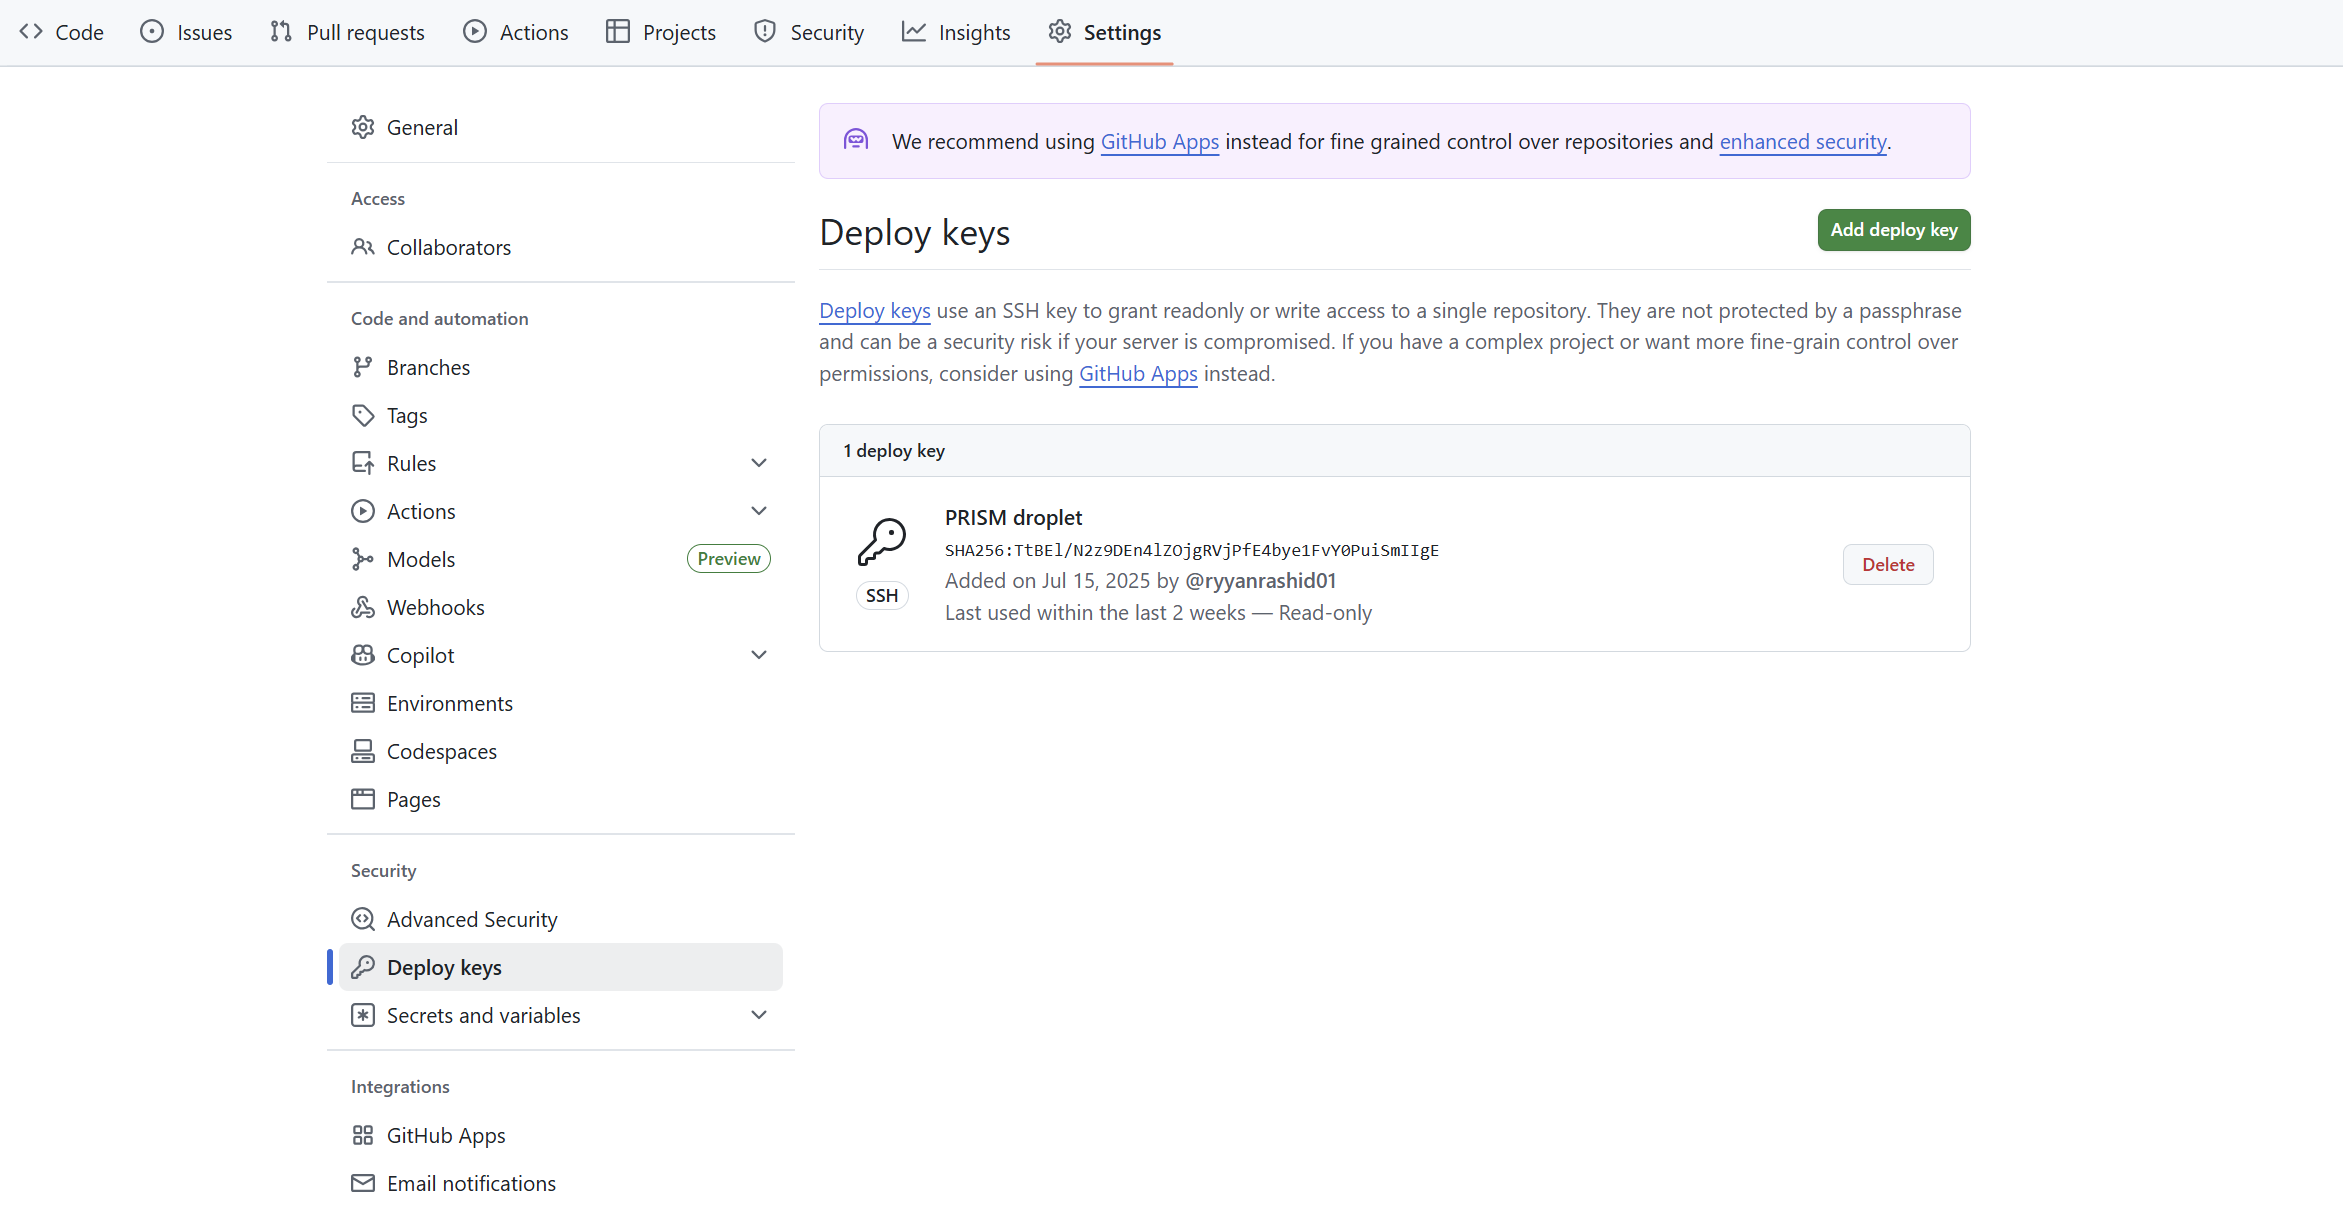 Code Issues Pull requests Actions Projects Security Insights Settings
General
Access
Collaborators
Code and automation
Branches
Tags
Rules
Actions
Models Preview
Webhooks
Copilot
Environments
Codespaces
Pages
Security
Advanced Security
Deploy keys
Secrets and variables
Integrations
GitHub Apps
Email notifications
We recommend using GitHub Apps instead for fine grained control over repositories and enhanced security.
Deploy keys
Add deploy key
Deploy keys use an SSH key to grant readonly or write access to a single repository. They are not protected by a passphrase
and can be a security risk if your server is compromised. If you have a complex project or want more fine-grain control over
permissions, consider using GitHub Apps instead.
1 deploy key
PRISM droplet
SHA256:TtBEl/N2z9DEn4lZOjgRVjPfE4bye1FvY0PuiSmIIgE
Added on Jul 15, 2025 by @ryyanrashid01
Last used within the last 2 weeks — Read-only
SSH
Delete